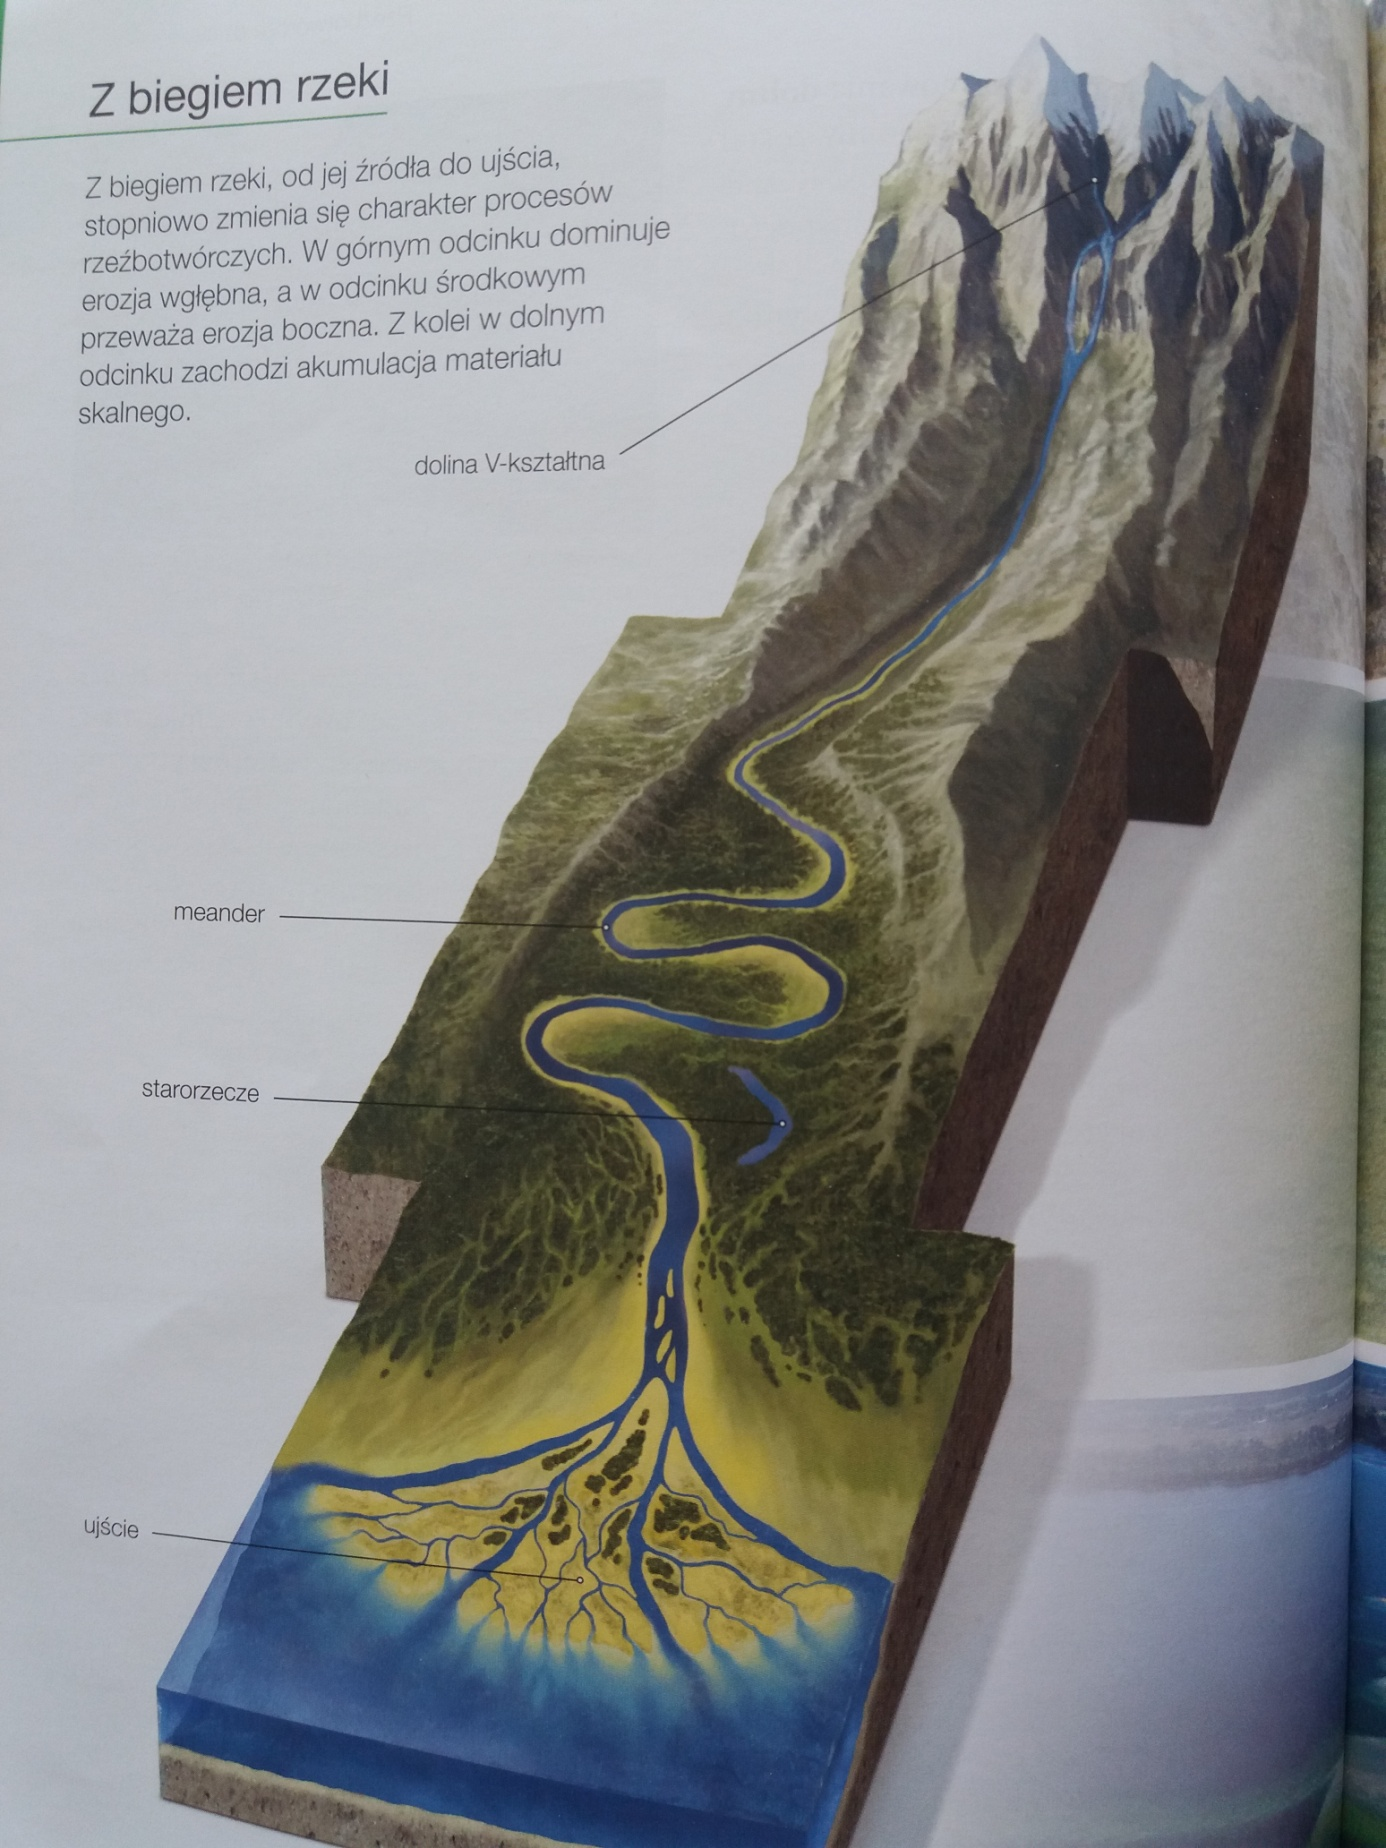 Z biegiem rzeki
Z biegiem rzeki, od jej źródła do ujścia,
stopniowo zmienia się charakter procesów
rzeźbotwórczych. W górnym odcinku dominuje
erozja wgłębna, a w odcinku środkowym
przeważa erozja boczna. Z kolei w dolnym
odcinku zachodzi akumulacja materiału
skalnego.
dolina V-kształtna
meander
starorzecze
ujście